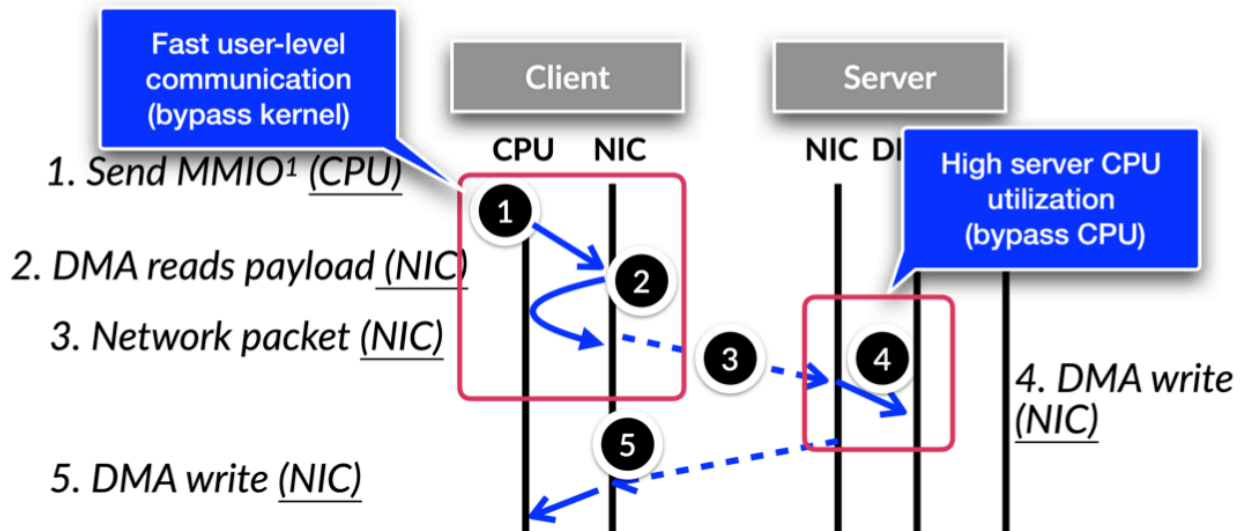 Fast user-level
communication
(bypass kernel)
Client
Server
CPU NIC
NIC
High server CPU
utilization
(bypass CPU)
1. Send MMIO¹ (CPU)
1
2. DMA reads payload (NIC)
2
3. Network packet (NIC)
3
4
4. DMA write
(NIC)
5
5. DMA write (NIC)